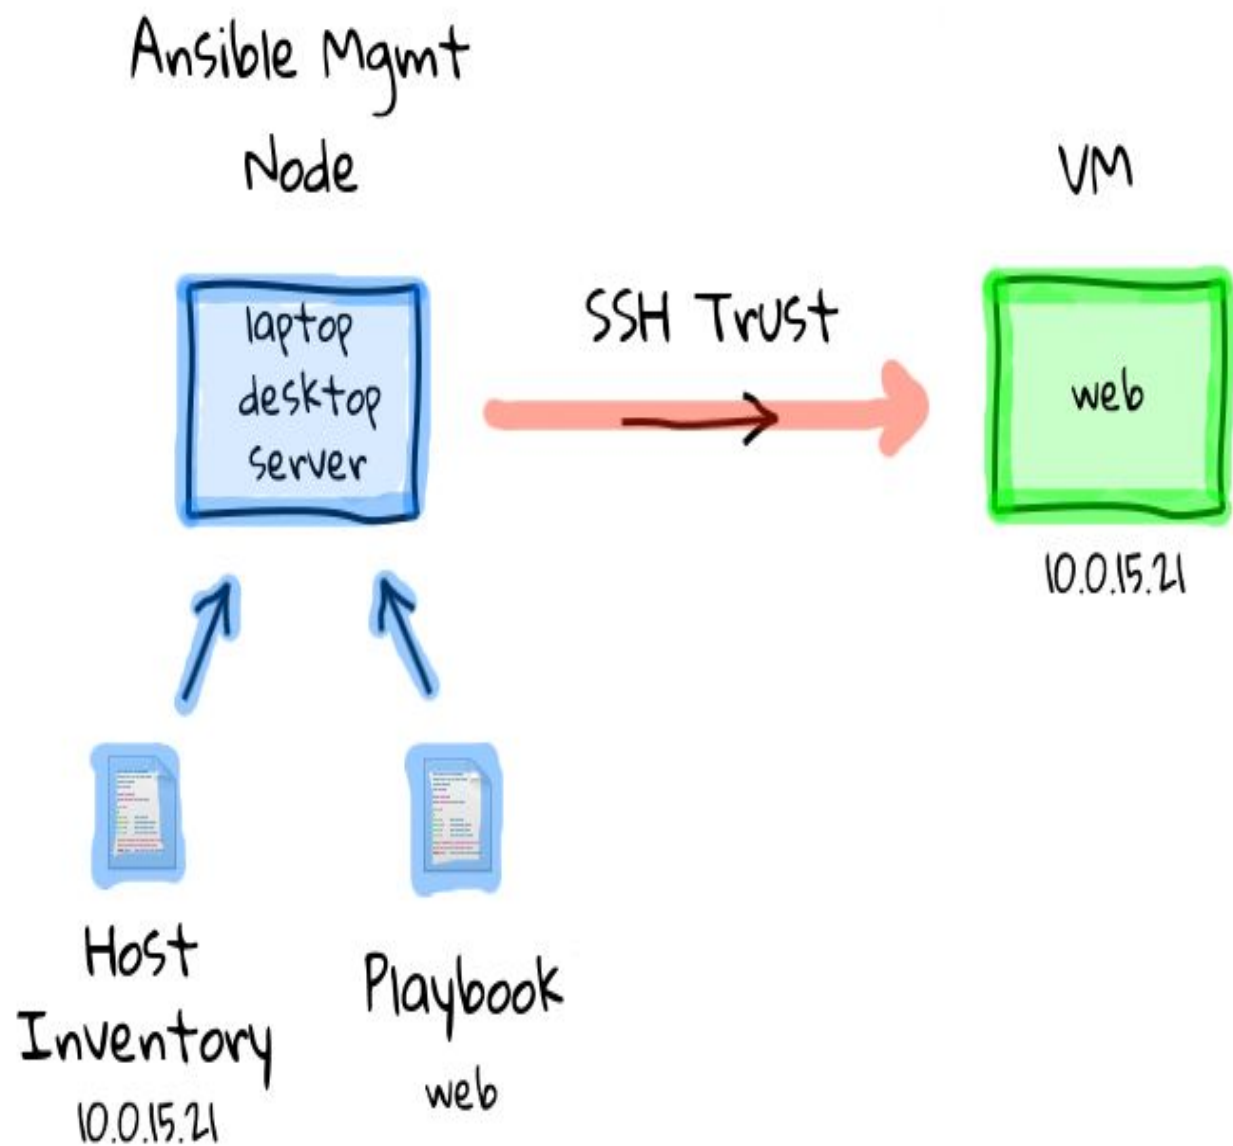 Ansible Mgmt
Node
VM
laptop
desktop
server
SSH Trust
web
10.0.15.21
Host
Inventory
10.0.15.21
Playbook
web